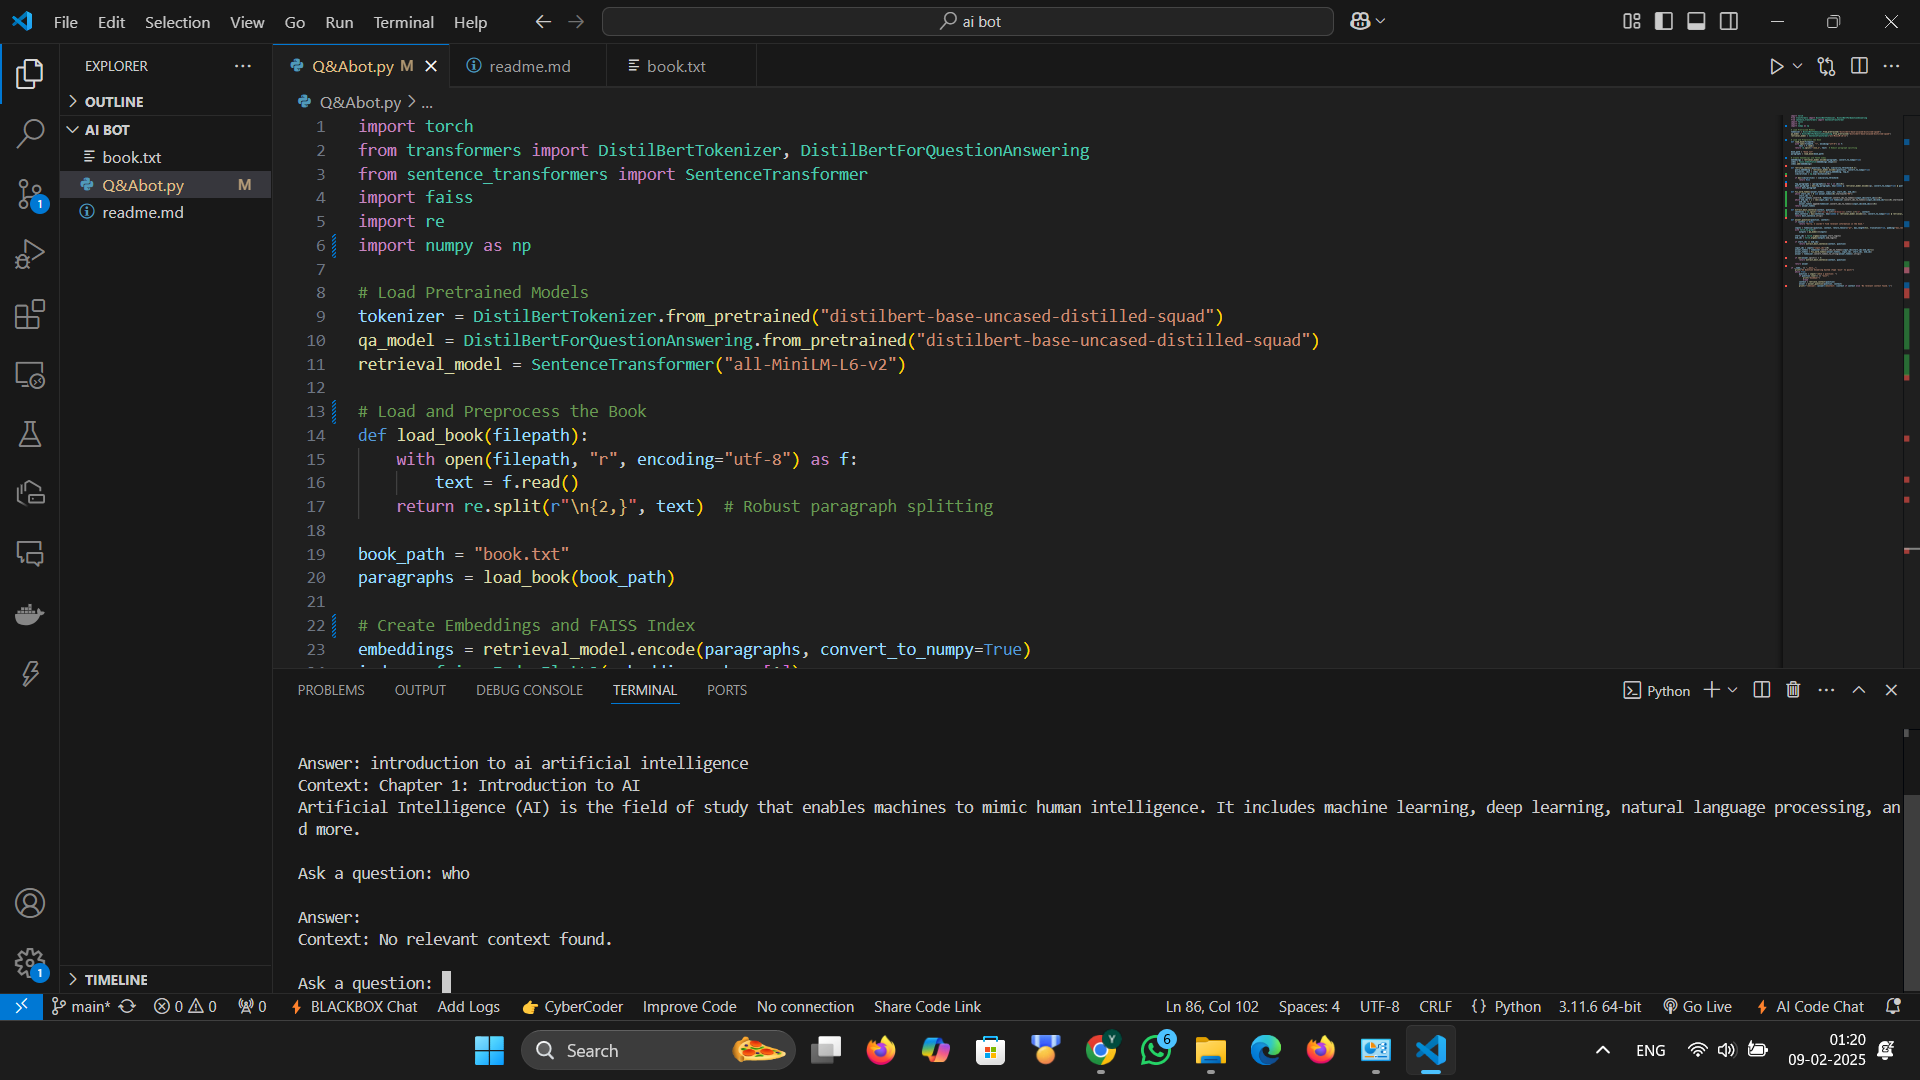 File Edit Selection View Go Run Terminal Help
ai bot
EXPLORER
OUTLINE
AI BOT
book.txt
Q&Abot.py M
readme.md
TIMELINE
Q&Abot.py M
readme.md
book.txt
Q&Abot.py > ...
1 import torch
2 from transformers import DistilBertTokenizer, DistilBertForQuestionAnswering
3 from sentence_transformers import SentenceTransformer
4 import faiss
5 import re
6 import numpy as np
7
8 # Load Pretrained Models
9 tokenizer = DistilBertTokenizer.from_pretrained("distilbert-base-uncased-distilled-squad")
10 qa_model = DistilBertForQuestionAnswering.from_pretrained("distilbert-base-uncased-distilled-squad")
11 retrieval_model = SentenceTransformer("all-MiniLM-L6-v2")
12
13 # Load and Preprocess the Book
14 def load_book(filepath):
15 with open(filepath, "r", encoding="utf-8") as f:
16 text = f.read()
17 return re.split(r"\n{2,}", text)  # Robust paragraph splitting
18
19 book_path = "book.txt"
20 paragraphs = load_book(book_path)
21
22 # Create Embeddings and FAISS Index
23 embeddings = retrieval_model.encode(paragraphs, convert_to_numpy=True)
PROBLEMS OUTPUT DEBUG CONSOLE TERMINAL PORTS
Python
Answer: introduction to ai artificial intelligence
Context: Chapter 1: Introduction to AI
Artificial Intelligence (AI) is the field of study that enables machines to mimic human intelligence. It includes machine learning, deep learning, natural language processing, an
d more.
Ask a question: who
Answer:
Context: No relevant context found.
Ask a question:
1
1
main* 0 0 0 BLACKBOX Chat Add Logs CyberCoder Improve Code No connection Share Code Link Ln 86, Col 102 Spaces: 4 UTF-8 CRLF {} Python 3.11.6 64-bit Go Live AI Code Chat
Search
Y
6
ENG
01:20
09-02-2025